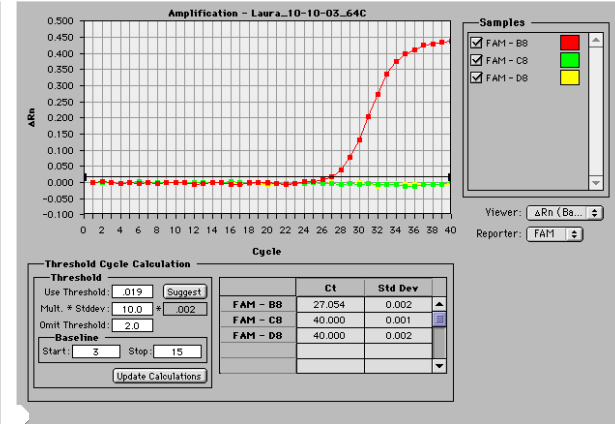 Amplification - Laura_10-10-03_64C
ΔRn
0.500
0.450
0.400
0.350
0.300
0.250
0.200
0.150
0.100
0.050
0.000
-0.050
-0.100
0 2 4 6 8 10 12 14 16 18 20 22 24 26 28 30 32 34 36 38 40
Cycle
Samples
FAM - B8
FAM - C8
FAM - D8
Viewer: ΔRn (Ba...
Reporter: FAM
Threshold Cycle Calculation
Threshold
Use Threshold: .019 Suggest
Mult. * Stddev: 10.0 * .002
Omit Threshold: 2.0
Baseline
Start: 3 Stop: 15
Update Calculations
Ct Std Dev
FAM - B8 27.054 0.002
FAM - C8 40.000 0.001
FAM - D8 40.000 0.002